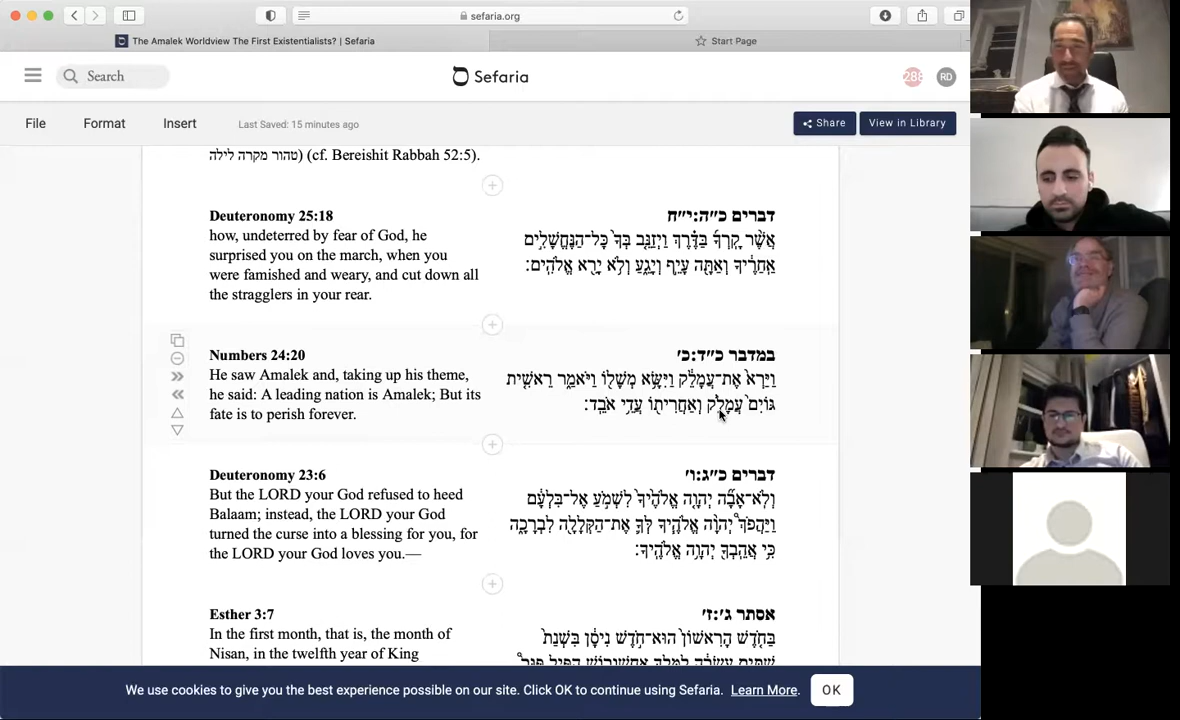 sefaria.org
The Amalek Worldview The First Existentialists? | Sefaria
Start Page
Search
Sefaria
288
RD
File
Format
Insert
Last Saved: 15 minutes ago
Share
View in Library
טהור מקרה לילה) (cf. Bereishit Rabbah 52:5).
Deuteronomy 25:18
how, undeterred by fear of God, he
surprised you on the march, when you
were famished and weary, and cut down all
the stragglers in your rear.
דברים כ״ה:י״ח
אֲשֶׁ֨ר קָֽרְךָ֜ בַּדֶּ֗רֶךְ וַיְזַנֵּ֤ב בְּךָ֙ כׇּל־הַנֶּחֱשָׁלִ֣ים
אַֽחֲרֶ֔יךָ וְאַתָּ֖ה עָיֵ֣ף וְיָגֵ֑עַ וְלֹ֥א יָרֵ֖א אֱלֹהִֽים׃
Numbers 24:20
He saw Amalek and, taking up his theme,
he said: A leading nation is Amalek; But its
fate is to perish forever.
במדבר כ״ד:כ׳
וַיַּרְא֙ אֶת־עֲמָלֵ֔ק וַיִּשָּׂ֥א מְשָׁל֖וֹ וַיֹּאמַ֑ר רֵאשִׁ֤ית
גּוֹיִם֙ עֲמָלֵ֔ק וְאַחֲרִית֖וֹ עֲדֵ֥י אֹבֵֽד׃
Deuteronomy 23:6
But the LORD your God refused to heed
Balaam; instead, the LORD your God
turned the curse into a blessing for you, for
the LORD your God loves you.—
דברים כ״ג:ו׳
וְלֹֽא־אָבָ֞ה יְהֹוָ֤ה אֱלֹהֶ֙יךָ֙ לִשְׁמֹ֣עַ אֶל־בִּלְעָ֔ם
וַיַּהֲפֹךְ֩ יְהֹוָ֨ה אֱלֹהֶ֧יךָ לְּךָ֛ אֶת־הַקְּלָלָ֖ה לִבְרָכָ֑ה
כִּ֥י אֲהֵֽבְךָ֖ יְהֹוָ֥ה אֱלֹהֶֽיךָ׃
Esther 3:7
In the first month, that is, the month of
Nisan, in the twelfth year of King
אסתר ג׳:ז׳
בַּחֹ֤דֶשׁ הָרִאשׁוֹן֙ הוּא־חֹ֣דֶשׁ נִיסָ֔ן בִּשְׁנַת֙
שְׁתֵּ֣ים עֶשְׂרֵ֔ה לַמֶּ֖לֶךְ אֲחַשְׁוֵר֑וֹשׁ הִפִּ֣יל פּוּר֩
We use cookies to give you the best experience possible on our site. Click OK to continue using Sefaria. Learn More.
OK